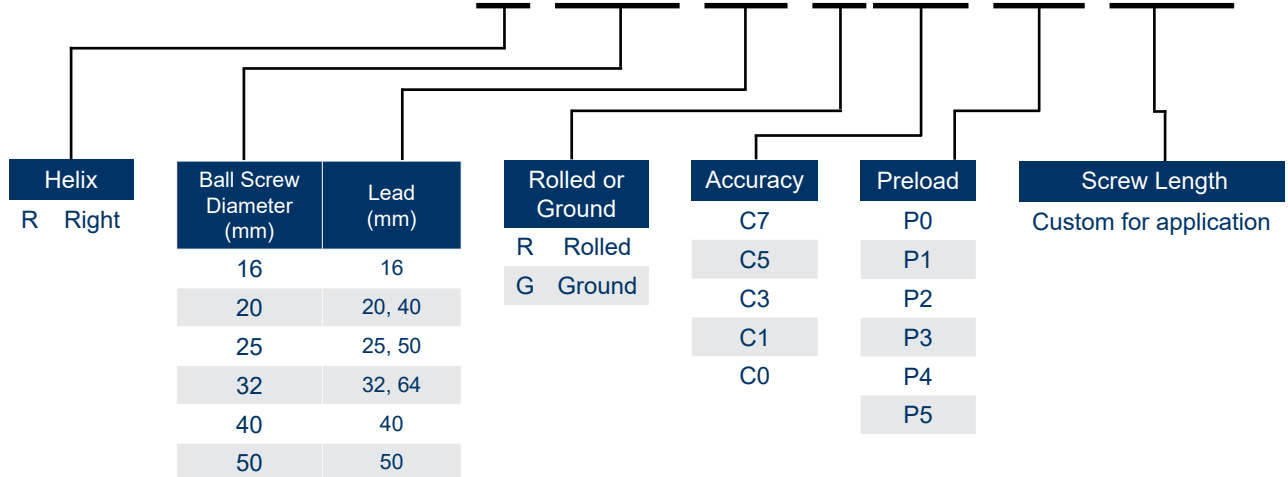 Helix
R Right
Ball Screw
Diameter
(mm)
Lead
(mm)
16 16
20 20, 40
25 25, 50
32 32, 64
40 40
50 50
Rolled or
Ground
R Rolled
G Ground
Accuracy
C7
C5
C3
C1
C0
Preload
P0
P1
P2
P3
P4
P5
Screw Length
Custom for application